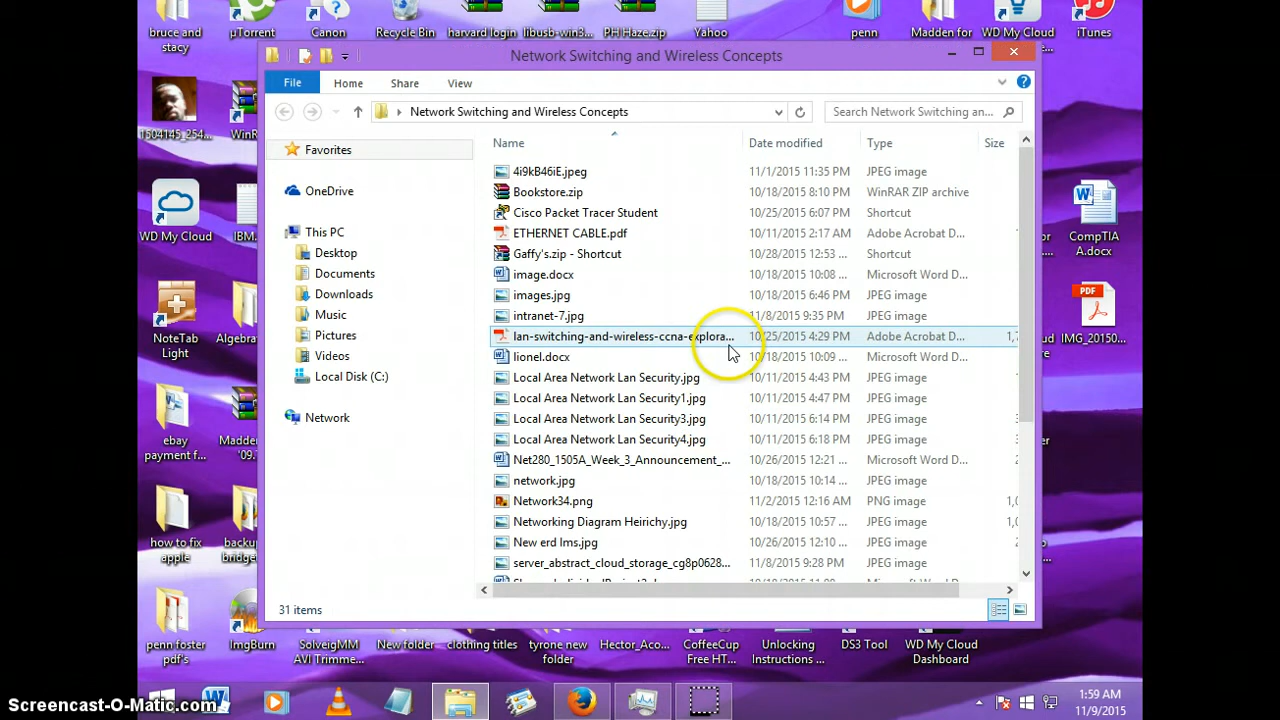 bruce and
stacy
µTorrent
Canon
Recycle Bin
harvard login
libusb-win3...
PH Haze.zip
Yahoo
penn
Madden for
WD My Cloud
iTunes
Network Switching and Wireless Concepts
File
Home
Share
View
Network Switching and Wireless Concepts
Search Network Switching an...
1504145_254...
WinR
Favorites
OneDrive
This PC
Desktop
Documents
Downloads
Music
Pictures
Videos
Local Disk (C:)
Network
Name Date modified Type Size
4i9kB46iE.jpeg 11/1/2015 11:35 PM JPEG image
Bookstore.zip 10/18/2015 8:10 PM WinRAR ZIP archive
Cisco Packet Tracer Student 10/25/2015 6:07 PM Shortcut
ETHERNET CABLE.pdf 10/11/2015 2:17 AM Adobe Acrobat D... 1
Gaffy's.zip - Shortcut 10/28/2015 12:53 ... Shortcut
image.docx 10/18/2015 10:08 ... Microsoft Word D...
images.jpg 10/18/2015 6:46 PM JPEG image
intranet-7.jpg 11/8/2015 9:35 PM JPEG image
lan-switching-and-wireless-ccna-explora... 10/25/2015 4:29 PM Adobe Acrobat D... 1,7
lionel.docx 10/18/2015 10:09 ... Microsoft Word D...
Local Area Network Lan Security.jpg 10/11/2015 4:43 PM JPEG image 1
Local Area Network Lan Security1.jpg 10/11/2015 4:47 PM JPEG image
Local Area Network Lan Security3.jpg 10/11/2015 6:14 PM JPEG image 3
Local Area Network Lan Security4.jpg 10/11/2015 6:18 PM JPEG image 3
Net280_1505A_Week_3_Announcement_... 10/26/2015 12:21 ... Microsoft Word D...
network.jpg 10/18/2015 10:14 ... JPEG image
Network34.png 11/2/2015 12:16 AM PNG image 1,0
Networking Diagram Heirichy.jpg 10/18/2015 10:57 ... JPEG image 1,0
New erd lms.jpg 10/26/2015 12:10 ... JPEG image 2
server_abstract_cloud_storage_cg8p0628... 11/8/2015 9:28 PM JPEG image
31 items
WD My Cloud
IBM.
NoteTab
Light
Algebra
ebay
payment f...
Madde
'09.
how to fix
apple
backup
bridge
penn foster
pdf's
ImgBurn
SolveigMM
AVI Trimme...
New folder
clothing titles
tyrone new
folder
Hector_Aco...
CoffeeCup
Free HT...
Unlocking
Instructions ...
DS3 Tool
WD My Cloud
Dashboard
CompTIA
A.docx
PDF
IMG_20150...
Screencast-O-Matic.com
1:59 AM
11/9/2015